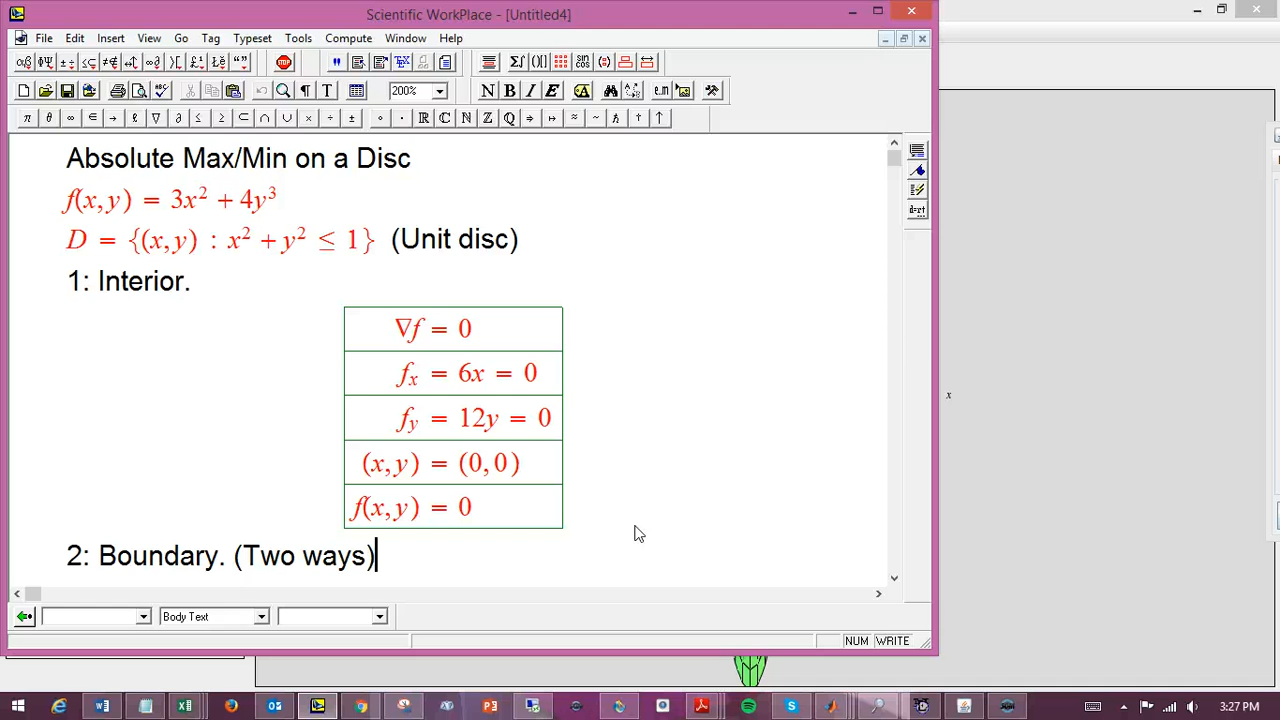 Scientific WorkPlace - [Untitled4]
File Edit Insert View Go Tag Typeset Tools Compute Window Help
200%
Absolute Max/Min on a Disc
f(x,y) = 3x² + 4y³
D = {(x,y) : x² + y² ≤ 1} (Unit disc)
1: Interior.
∇f = 0
fₓ = 6x = 0
f_y = 12y = 0
(x,y) = (0,0)
f(x,y) = 0
2: Boundary. (Two ways)
x
Body Text
NUM WRITE
3:27 PM